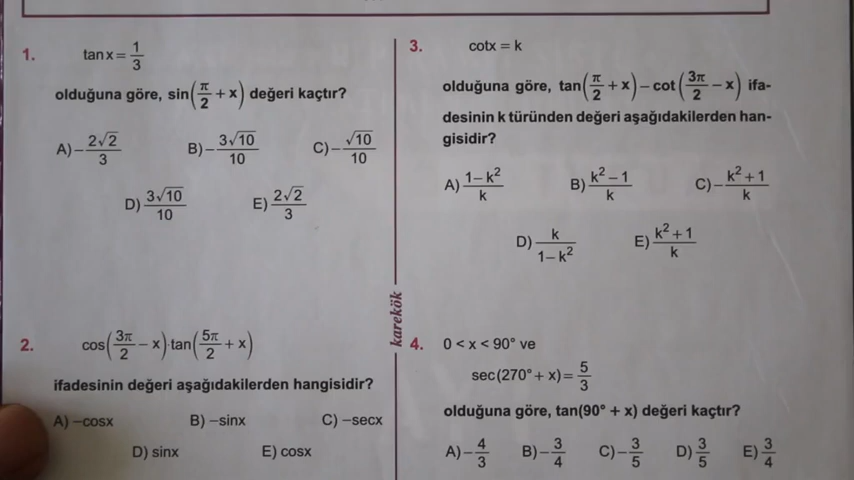 1. tan x = 1/3
olduğuna göre, sin(π/2 + x) değeri kaçtır?
A) −2√2/3 B) −3√10/10 C) −√10/10
D) 3√10/10 E) 2√2/3
2. cos(3π/2 − x)·tan(5π/2 + x)
ifadesinin değeri aşağıdakilerden hangisidir?
A) −cosx B) −sinx C) −secx
D) sinx E) cosx
karekök
3. cotx = k
olduğuna göre, tan(π/2 + x) − cot(3π/2 − x) ifa-
desinin k türünden değeri aşağıdakilerden han-
gisidir?
A) 1−k²/k B) k²−1/k C) −k²+1/k
D) k/1−k² E) k²+1/k
4. 0 < x < 90° ve
sec(270° + x) = 5/3
olduğuna göre, tan(90° + x) değeri kaçtır?
A) −4/3 B) −3/4 C) −3/5 D) 3/5 E) 3/4